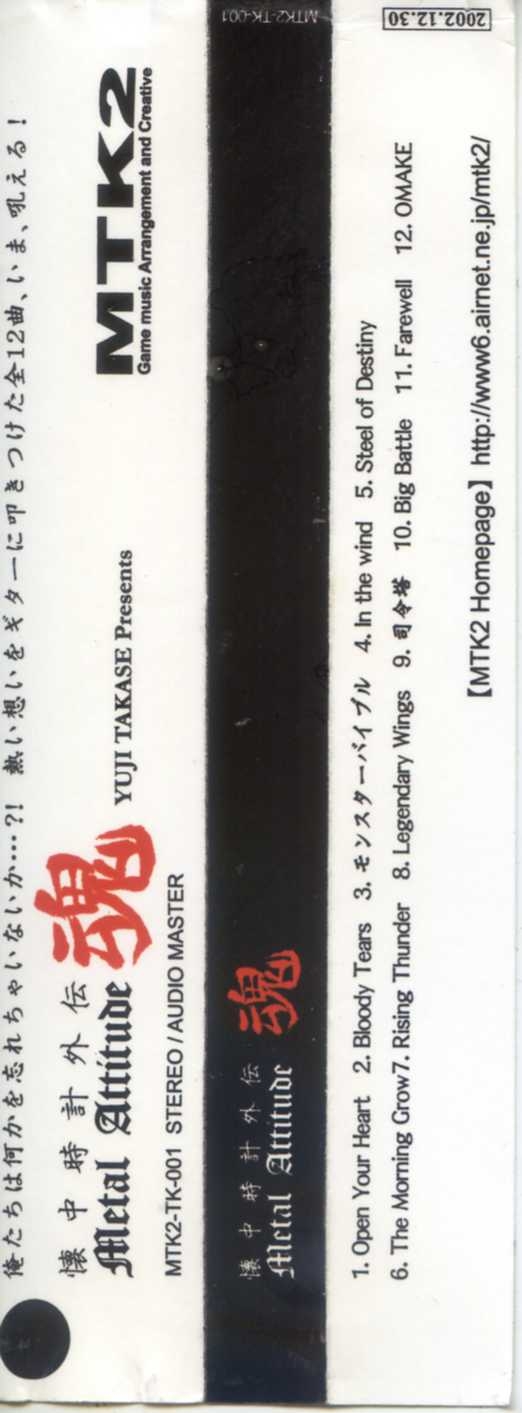 俺たちは何かを忘れちゃいないか…?! 熱い想いをギターに叩きつけた全12曲、いま、吼える!
懐中時計外伝
Metal Attitude 魂
YUJI TAKASE Presents
MTK2
Game music Arrangement and Creative
MTK2-TK-001 STEREO / AUDIO MASTER
懐中時計外伝
Metal Attitude 魂
MTK2-TK-001
1. Open Your Heart 2. Bloody Tears 3. モンスターバイブル 4. In the wind 5. Steel of Destiny
6. The Morning Grow7. Rising Thunder 8. Legendary Wings 9. 司令塔 10. Big Battle 11. Farewell 12. OMAKE
【MTK2 Homepage】http://www6.airnet.ne.jp/mtk2/
2002.12.30